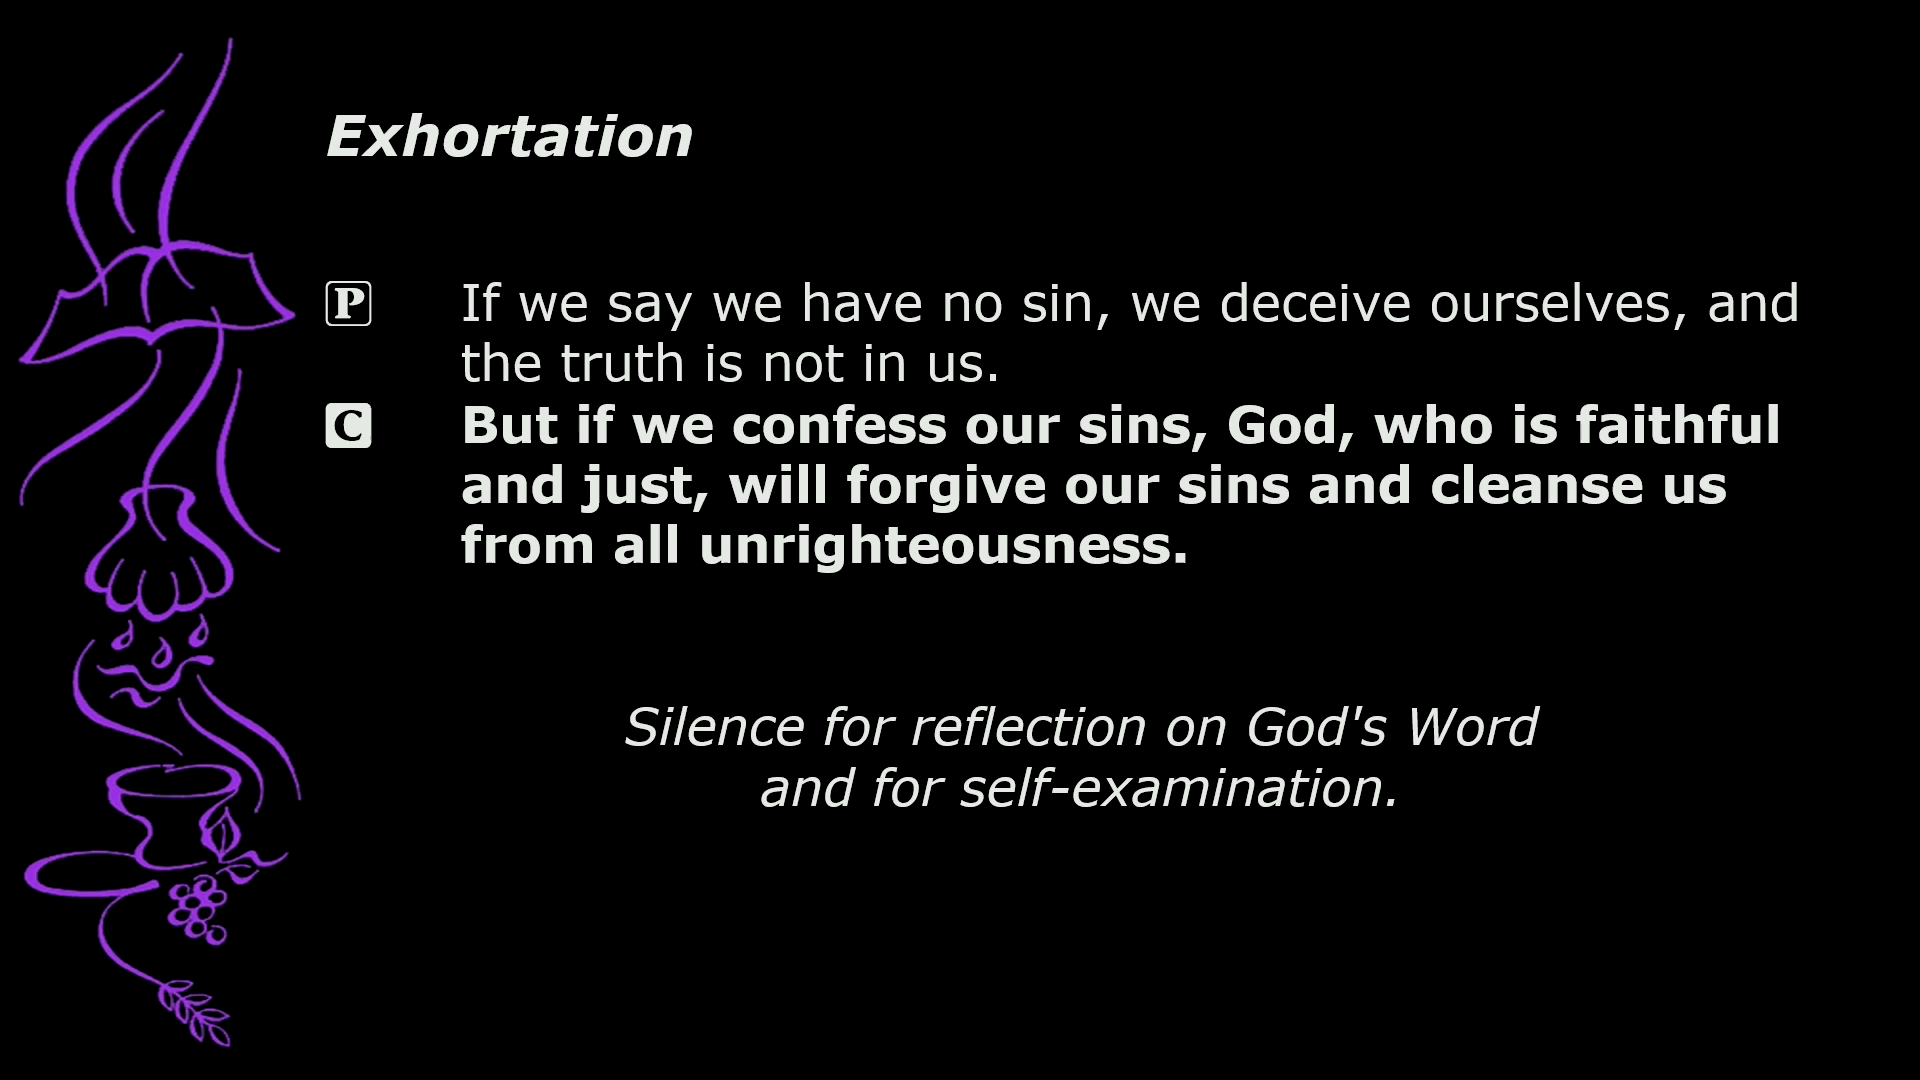 Exhortation
P If we say we have no sin, we deceive ourselves, and
the truth is not in us.
C But if we confess our sins, God, who is faithful
and just, will forgive our sins and cleanse us
from all unrighteousness.
Silence for reflection on God's Word
and for self-examination.